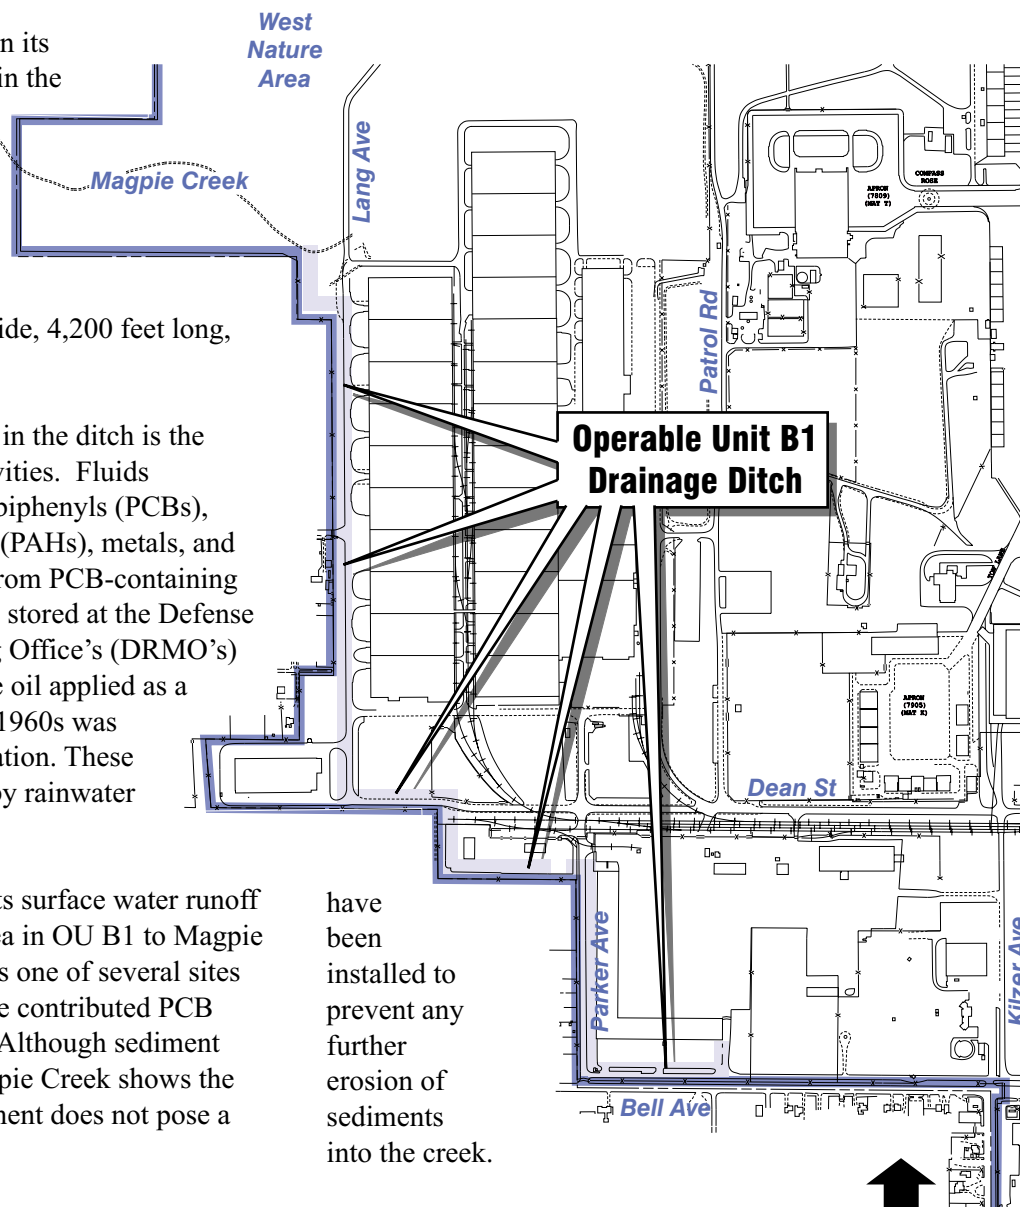 n its
in the
ide, 4,200 feet long,
in the ditch is the
vities.  Fluids
biphenyls (PCBs),
(PAHs), metals, and
from PCB-containing
stored at the Defense
g Office's (DRMO's)
e oil applied as a
1960s was
ation. These
by rainwater
ts surface water runoff
ea in OU B1 to Magpie
s one of several sites
e contributed PCB
Although sediment
pie Creek shows the
ment does not pose a
have
been
installed to
prevent any
further
erosion of
sediments
into the creek.
West
Nature
Area
Magpie Creek
Lang Ave
Patrol Rd
COMPASS
ROSE
APRON
(7809)
(MAT T)
Operable Unit B1
Drainage Ditch
APRON
(7905)
(MAT K)
Dean St
Parker Ave
Kilzer Ave
Bell Ave